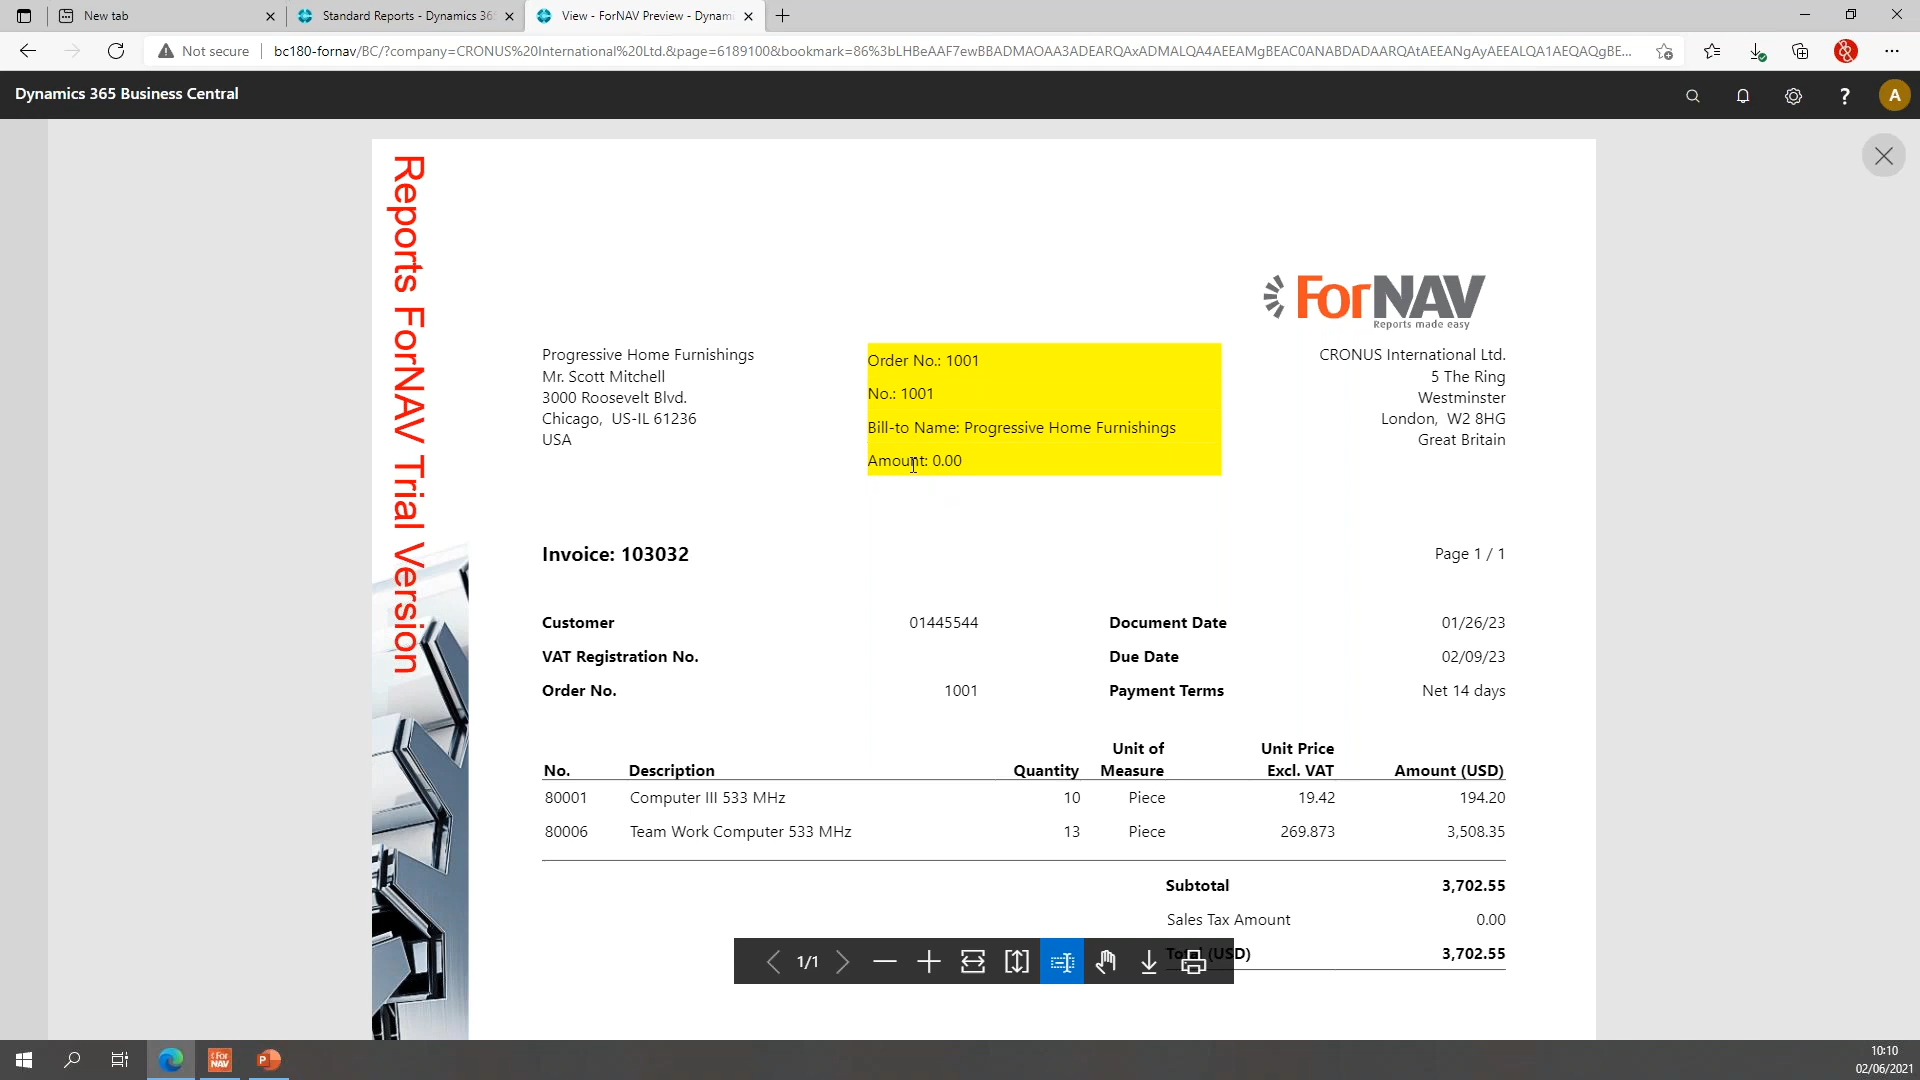 New tab
Standard Reports - Dynamics 36
View - ForNAV Preview - Dynami
Not secure
bc180-fornav/BC/?company=CRONUS%20International%20Ltd.&page=6189100&bookmark=86%3bLHBeAAF7ewBBADMAOAA3ADEARQAxADMALQA4AEEAMgBEAC0ANABDADAARQAtAEEANgAyAEEALQA1AEQAQgBE...
Dynamics 365 Business Central
?
A
Reports ForNAV Trial Version
ForNAV
Reports made easy
Progressive Home Furnishings
Mr. Scott Mitchell
3000 Roosevelt Blvd.
Chicago, US-IL 61236
USA
Order No.: 1001
No.: 1001
Bill-to Name: Progressive Home Furnishings
Amount: 0.00
CRONUS International Ltd.
5 The Ring
Westminster
London, W2 8HG
Great Britain
Invoice: 103032
Page 1 / 1
Customer 01445544 Document Date 01/26/23
VAT Registration No. Due Date 02/09/23
Order No. 1001 Payment Terms Net 14 days
Unit of Unit Price
No. Description Quantity Measure Excl. VAT Amount (USD)
80001 Computer III 533 MHz 10 Piece 19.42 194.20
80006 Team Work Computer 533 MHz 13 Piece 269.873 3,508.35
Subtotal 3,702.55
Sales Tax Amount 0.00
Total (USD) 3,702.55
1/1
For
NAV
P
10:10
02/06/2021